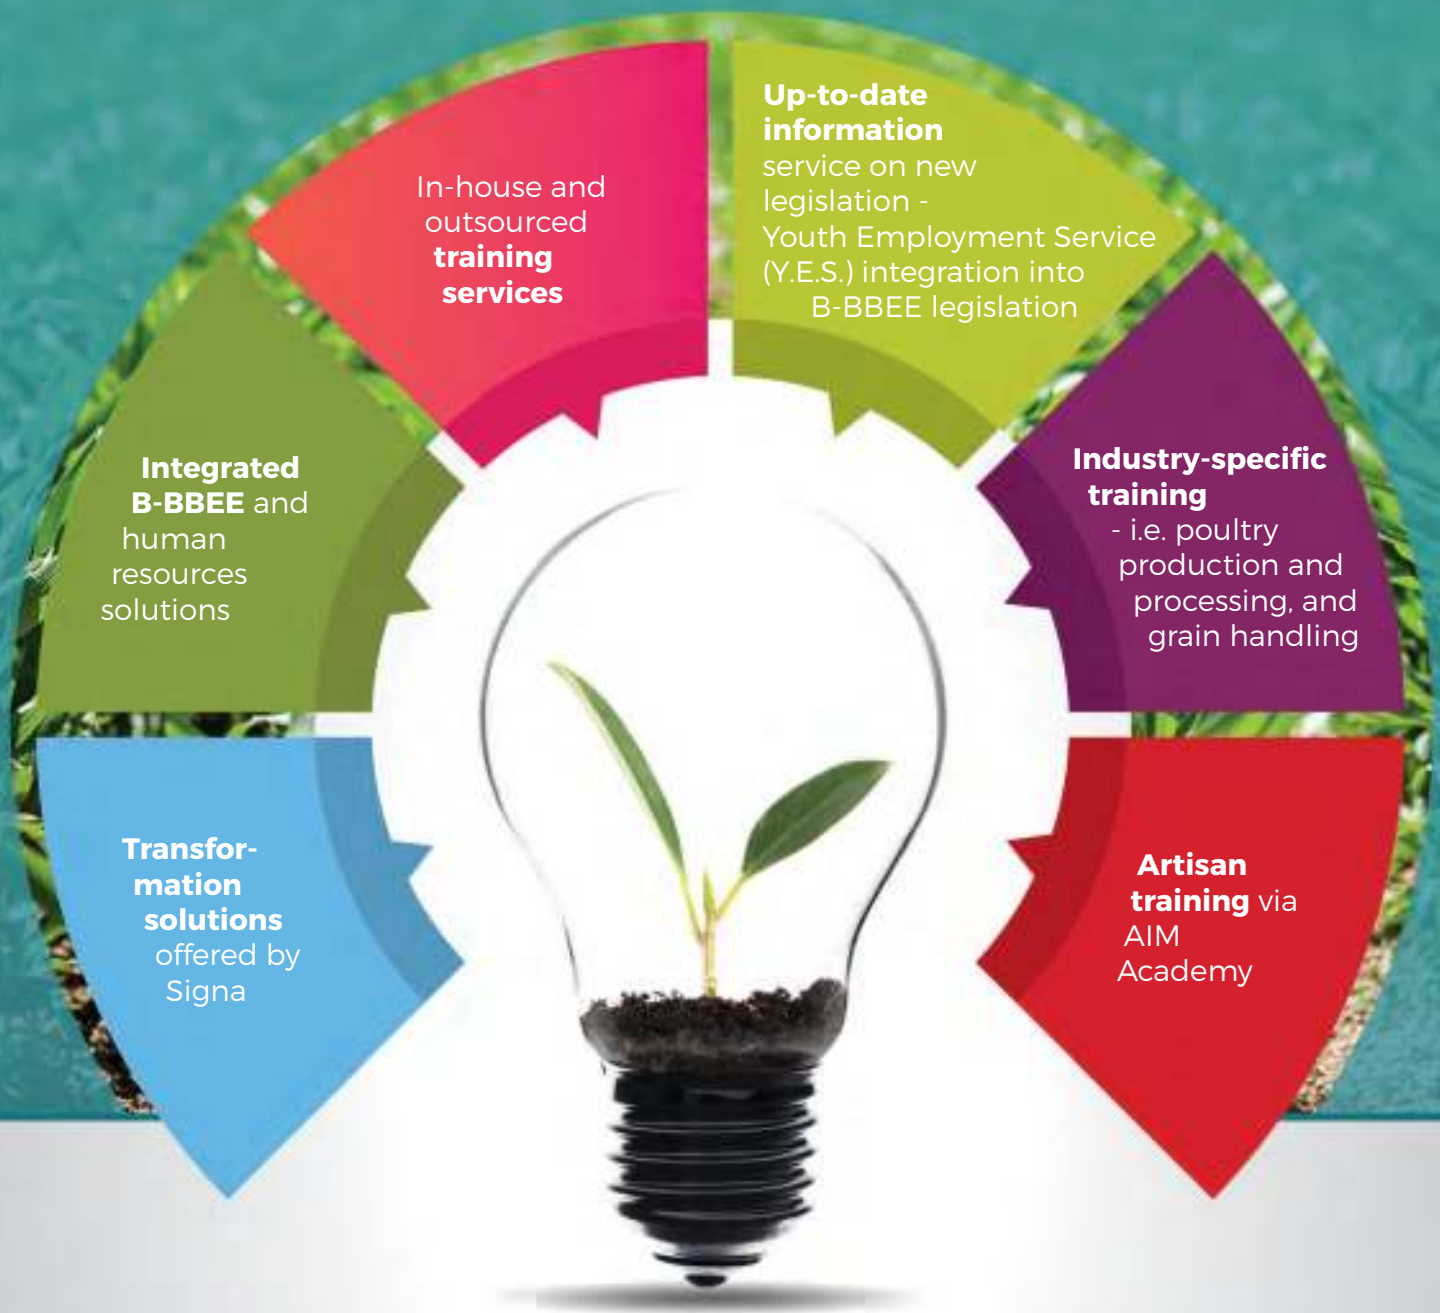 Up-to-date
information
service on new
legislation -
Youth Employment Service
(Y.E.S.) integration into
B-BBEE legislation
In-house and
outsourced
training
services
Industry-specific
training
- i.e. poultry
production and
processing, and
grain handling
Integrated
B-BBEE and
human
resources
solutions
Transfor-
mation
solutions
offered by
Signa
Artisan
training via
AIM
Academy